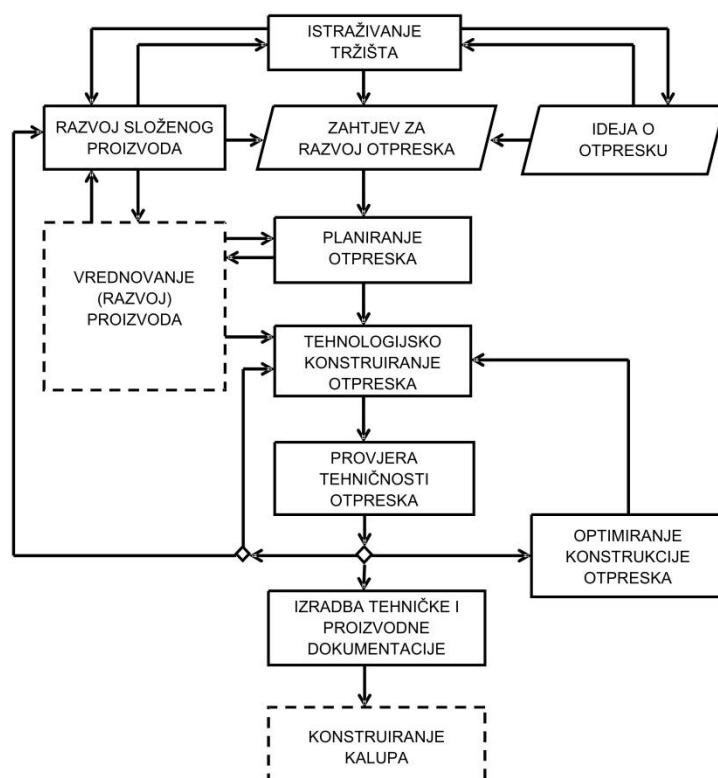 ISTRAŽIVANJE
TRŽIŠTA
RAZVOJ SLOŽENOG
PROIZVODA
ZAHTJEV ZA
RAZVOJ OTPRESKA
IDEJA O
OTPRESKU
VREDNOVANJE
(RAZVOJ)
PROIZVODA
PLANIRANJE
OTPRESKA
TEHNOLOGIJSKO
KONSTRUIRANJE
OTPRESKA
PROVJERA
TEHNIČNOSTI
OTPRESKA
OPTIMIRANJE
KONSTRUKCIJE
OTPRESKA
IZRADBA TEHNIČKE I
PROIZVODNE
DOKUMENTACIJE
KONSTRUIRANJE
KALUPA